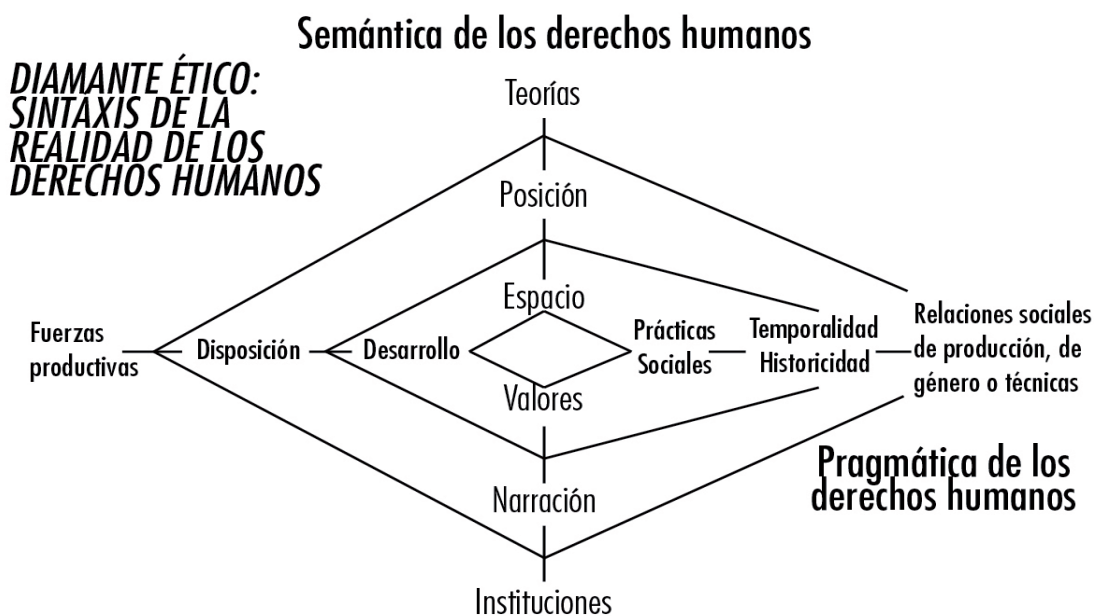 Semántica de los derechos humanos
DIAMANTE ÉTICO:
SINTAXIS DE LA
REALIDAD DE LOS
DERECHOS HUMANOS
Teorías
Posición
Espacio
Fuerzas
productivas
Disposición
Desarrollo
Prácticas
Sociales
Temporalidad
Historicidad
Relaciones sociales
de producción, de
género o técnicas
Valores
Pragmática de los
derechos humanos
Narración
Instituciones